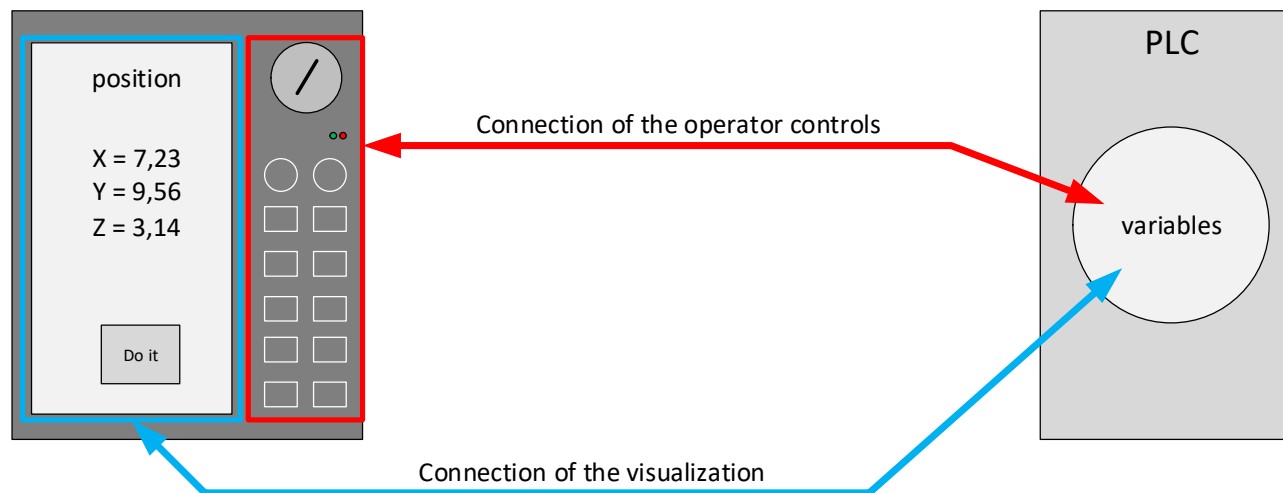 position
X = 7,23
Y = 9,56
Z = 3,14
Do it
Connection of the operator controls
Connection of the visualization
PLC
variables